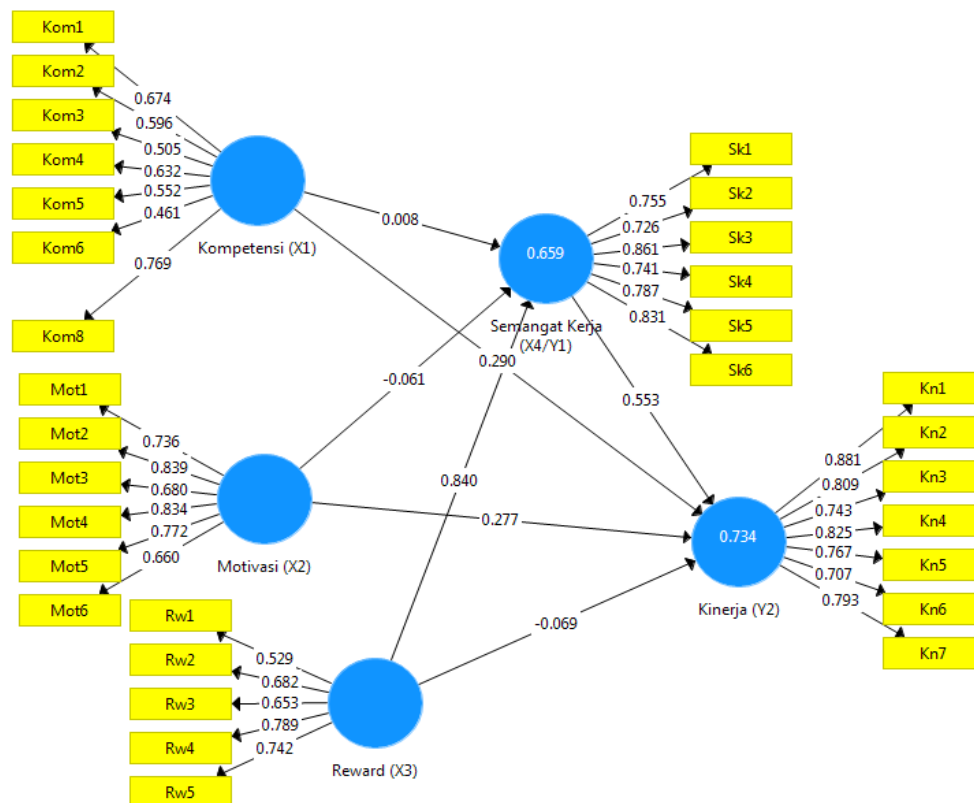 Kom1
Kom2
Kom3
Kom4
Kom5
Kom6
Kom8
0.674
0.596
0.505
0.632
0.552
0.461
0.769
Kompetensi (X1)
0.008
0.290
Mot1
Mot2
Mot3
Mot4
Mot5
Mot6
0.736
0.839
0.680
0.834
0.772
0.660
Motivasi (X2)
-0.061
0.277
Rw1
Rw2
Rw3
Rw4
Rw5
0.529
0.682
0.653
0.789
0.742
Reward (X3)
0.840
-0.069
0.659
Semangat Kerja
(X4/Y1)
0.755
0.726
0.861
0.741
0.787
0.831
Sk1
Sk2
Sk3
Sk4
Sk5
Sk6
0.553
0.734
Kinerja (Y2)
0.881
0.809
0.743
0.825
0.767
0.707
0.793
Kn1
Kn2
Kn3
Kn4
Kn5
Kn6
Kn7